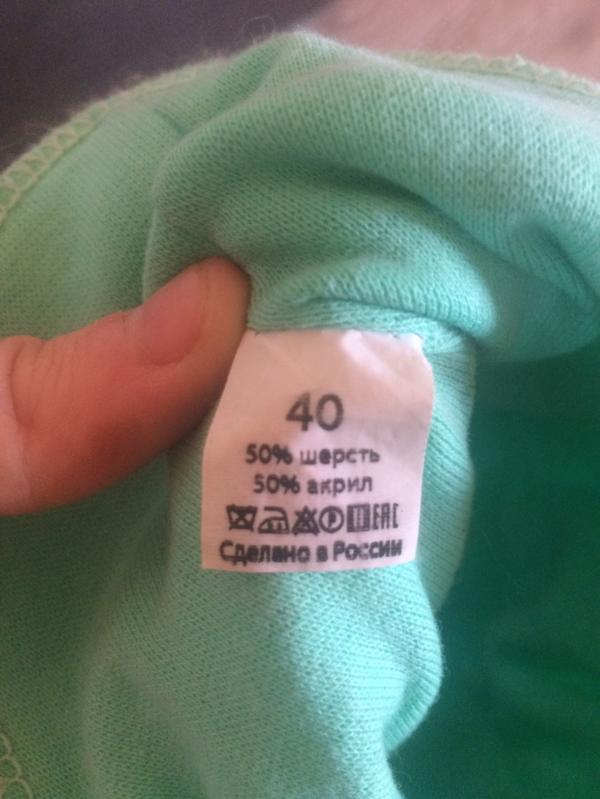 40
50% шерсть
50% акрил
P EAC
Сделано в России